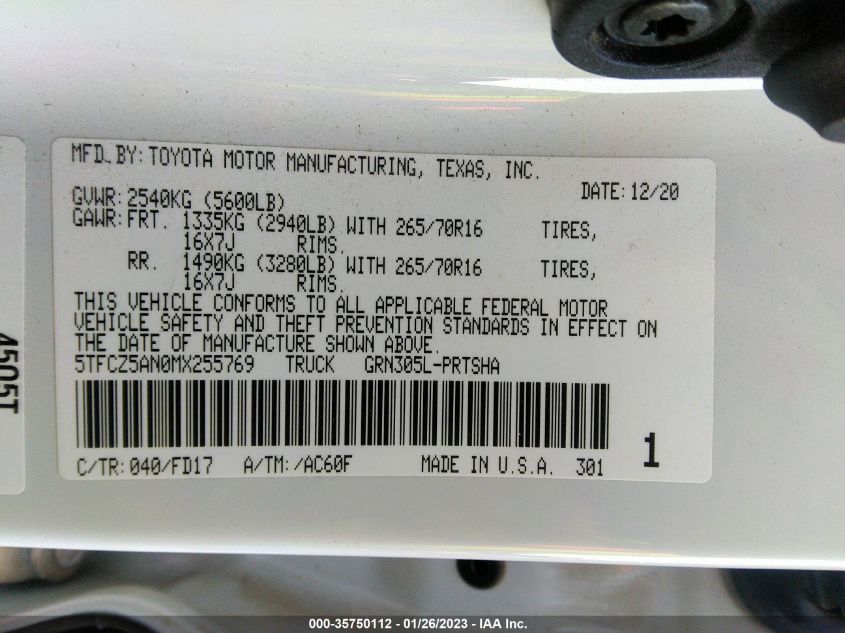 MFD. BY: TOYOTA MOTOR MANUFACTURING, TEXAS, INC.
DATE: 12/20
GVWR: 2540KG (5600LB)
GAWR: FRT. 1335KG (2940LB) WITH 265/70R16 TIRES,
16X7J RIMS.
RR. 1490KG (3280LB) WITH 265/70R16 TIRES,
16X7J RIMS.
THIS VEHICLE CONFORMS TO ALL APPLICABLE FEDERAL MOTOR
VEHICLE SAFETY AND THEFT PREVENTION STANDARDS IN EFFECT ON
THE DATE OF MANUFACTURE SHOWN ABOVE.
5TFCZ5AN0MX255769 TRUCK GRN305L-PRTSHA
C/TR: 040/FD17 A/TM: /AC60F MADE IN U.S.A. 301
1
4505T
000-35750112 - 01/26/2023 - IAA Inc.